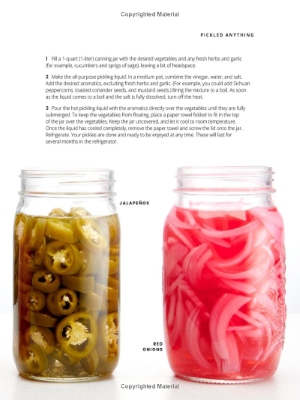 Copyrighted Material
PICKLED ANYTHING
1 Fill a 1-quart (1-liter) canning jar with the desired vegetables and any fresh herbs and garlic
(for example, cucumbers and sprigs of sage), leaving a bit of headspace.
2 Make the all-purpose pickling liquid. In a medium pot, combine the vinegar, water, and salt.
Add the desired aromatics, excluding fresh herbs and garlic. (For example, you could add Sichuan
peppercorns, toasted coriander seeds, and mustard seeds.) Bring the mixture to a boil. As soon
as the liquid comes to a boil and the salt is fully dissolved, turn off the heat.
3 Pour the hot pickling liquid with the aromatics directly over the vegetables until they are fully
submerged. To keep the vegetables from floating, place a paper towel folded to fit in the top
of the jar over the vegetables. Keep the jar uncovered, and let it cool to room temperature.
Once the liquid has cooled completely, remove the paper towel and screw the lid onto the jar.
Refrigerate. Your pickles are done and ready to be enjoyed at any time. These will last for
several months in the refrigerator.
JALAPEÑOS
RED
ONIONS
Copyrighted Material